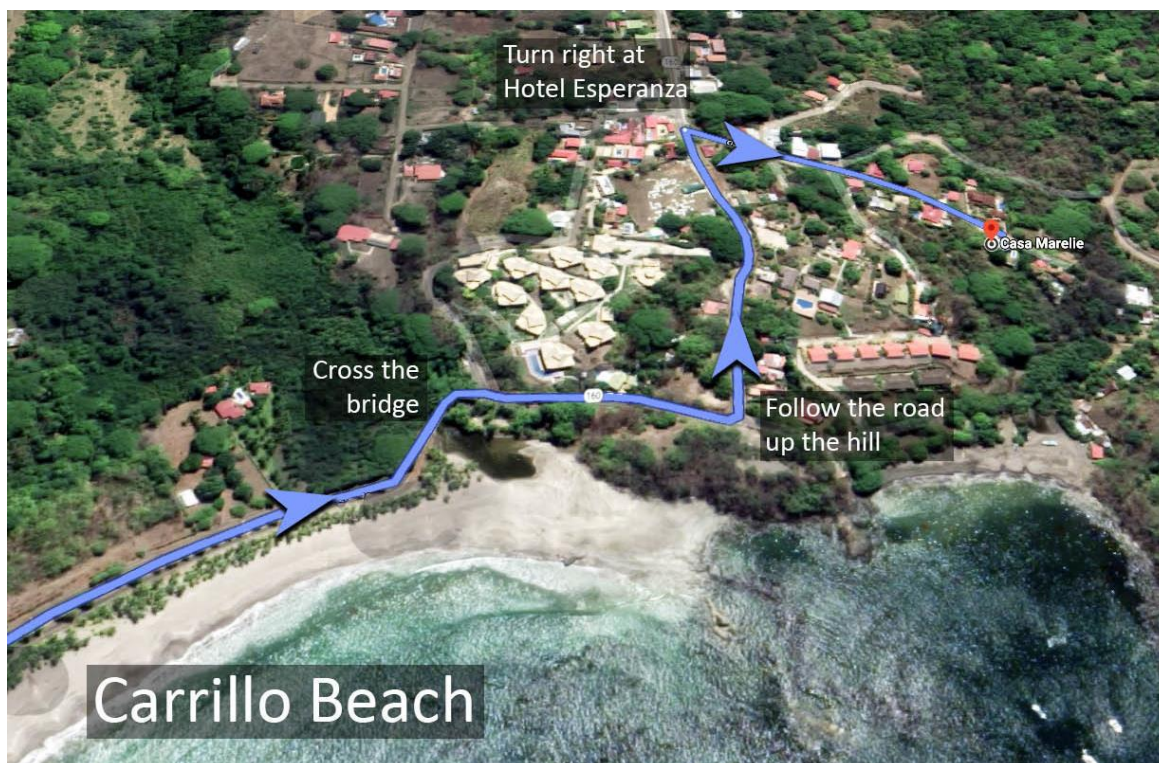 Turn right at
Hotel Esperanza
Casa Marelie
Cross the
bridge
160
Follow the road
up the hill
Carrillo Beach